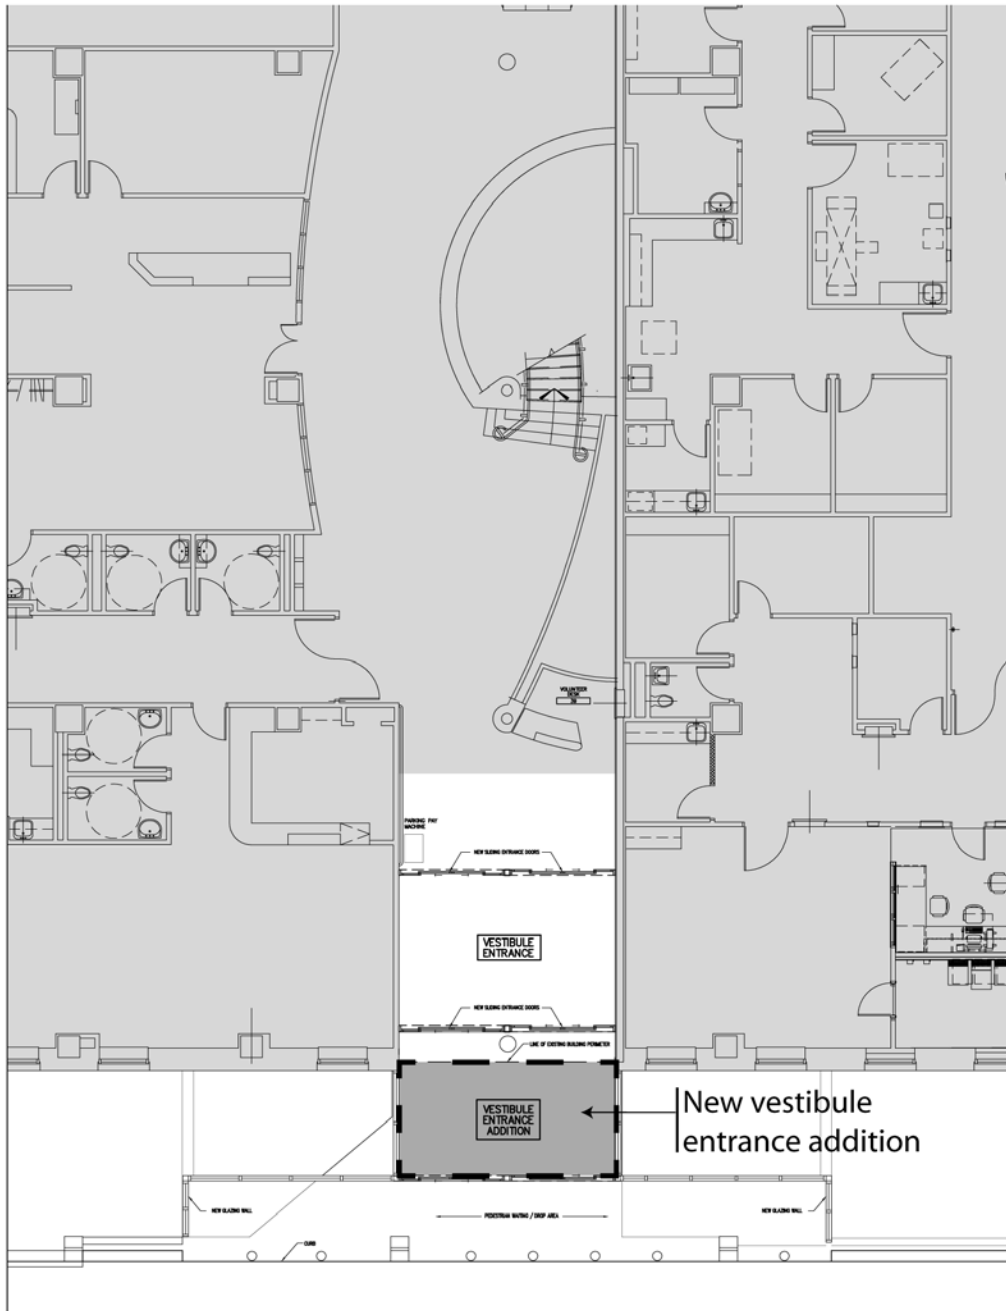 VOLUNTEER
DESK
PARKING PAY
MACHINE
NEW SLIDING ENTRANCE DOORS
VESTIBULE
ENTRANCE
NEW SLIDING ENTRANCE DOORS
LINE OF EXISTING BUILDING PERIMETER
VESTIBULE
ENTRANCE
ADDITION
New vestibule
entrance addition
NEW GLAZING WALL
PEDESTRIAN WAITING / DROP AREA
NEW GLAZING WALL
CURB